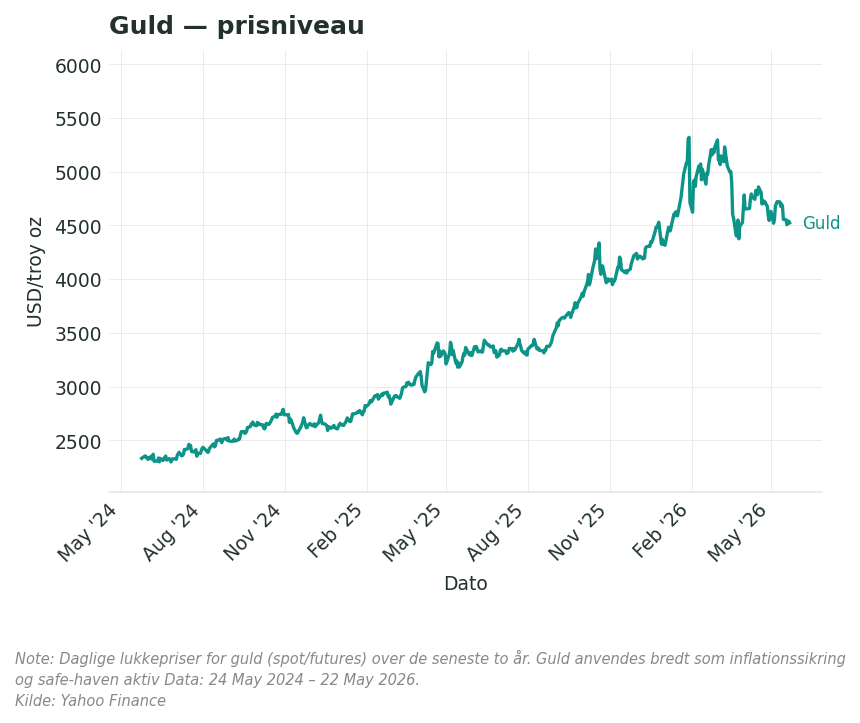 Guld — prisniveau
6000
5500
5000
4500
4000
3500
3000
2500
USD/troy oz
Guld
May '24
Aug '24
Nov '24
Feb '25
May '25
Aug '25
Nov '25
Feb '26
May '26
Dato
Note: Daglige lukkepriser for guld (spot/futures) over de seneste to år. Guld anvendes bredt som inflationssikring
og safe-haven aktiv Data: 24 May 2024 – 22 May 2026.
Kilde: Yahoo Finance